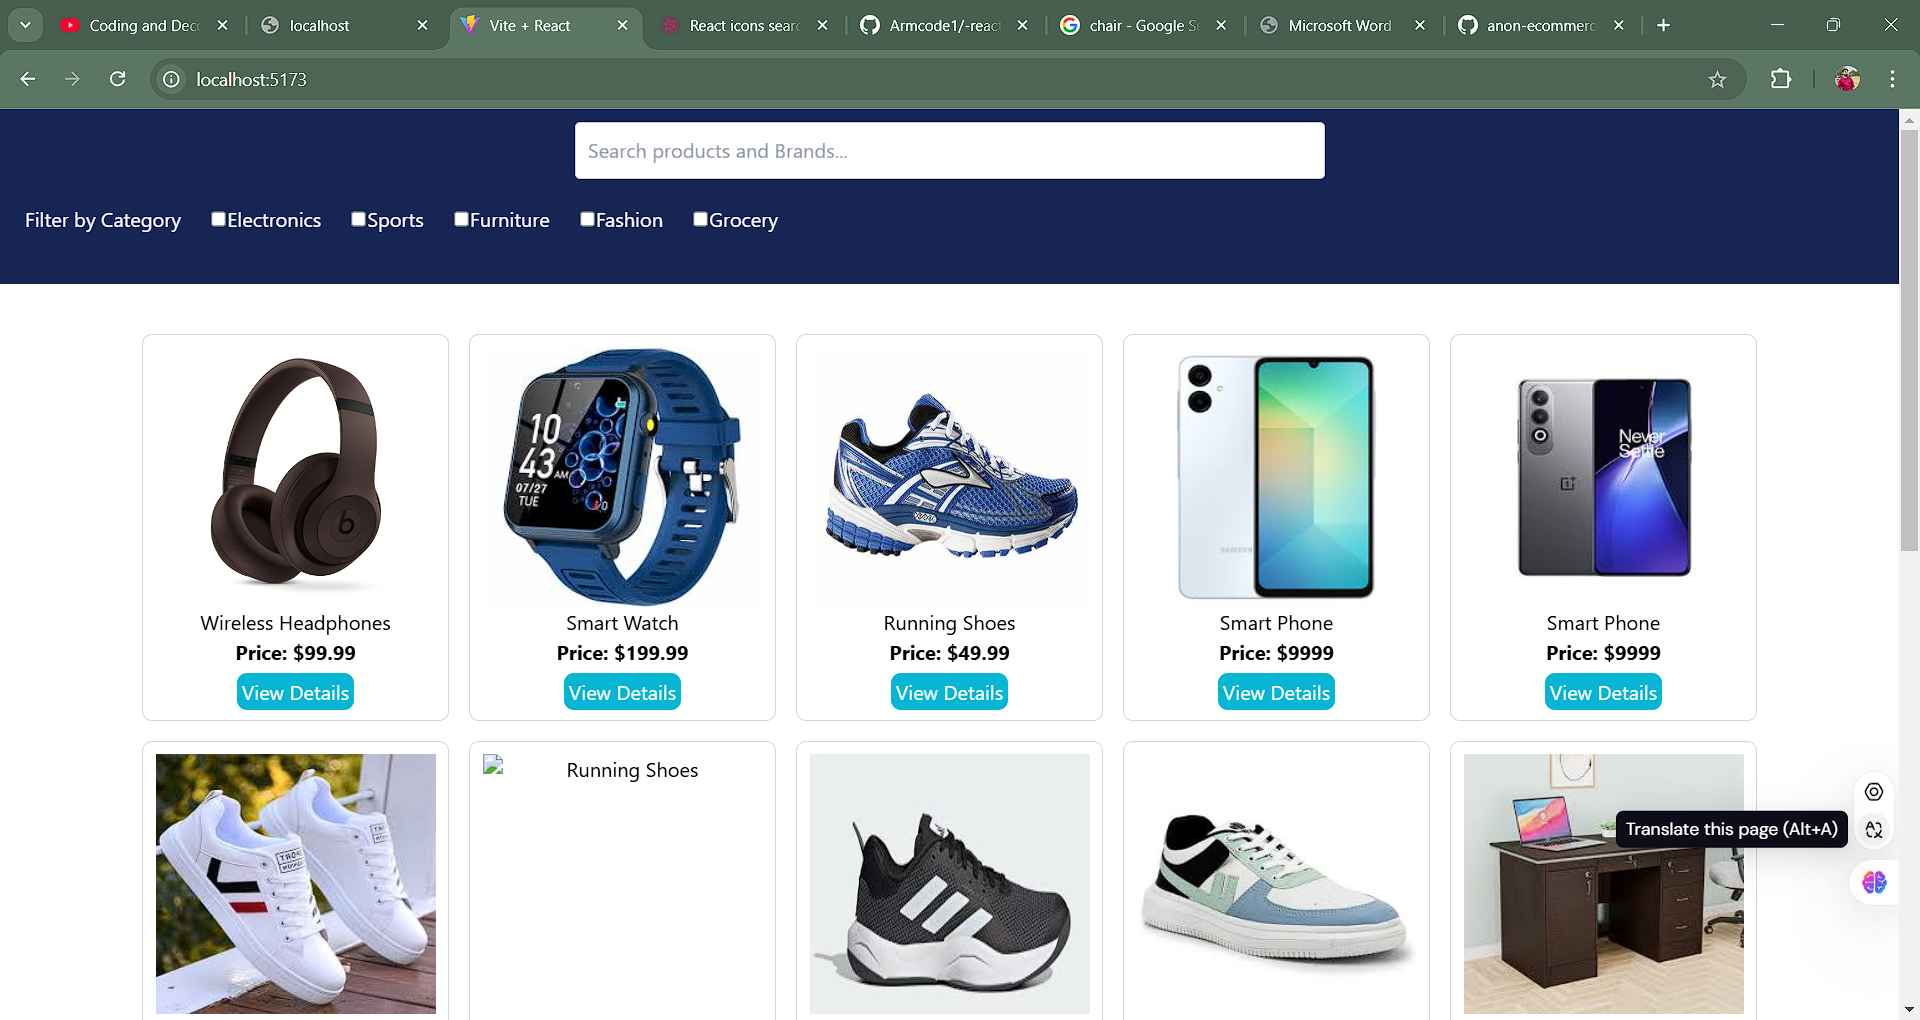 Coding and Deco
localhost
Vite + React
React icons searc
Armcode1/-react
chair - Google Se
Microsoft Word
anon-ecommerc
localhost:5173
Search products and Brands...
Filter by Category
Electronics
Sports
Furniture
Fashion
Grocery
10
43 AM
07/27
TUE
SAMSUNG
Never
Settle
Wireless Headphones
Smart Watch
Running Shoes
Smart Phone
Smart Phone
Price: $99.99
Price: $199.99
Price: $49.99
Price: $9999
Price: $9999
View Details
View Details
View Details
View Details
View Details
Running Shoes
Translate this page (Alt+A)